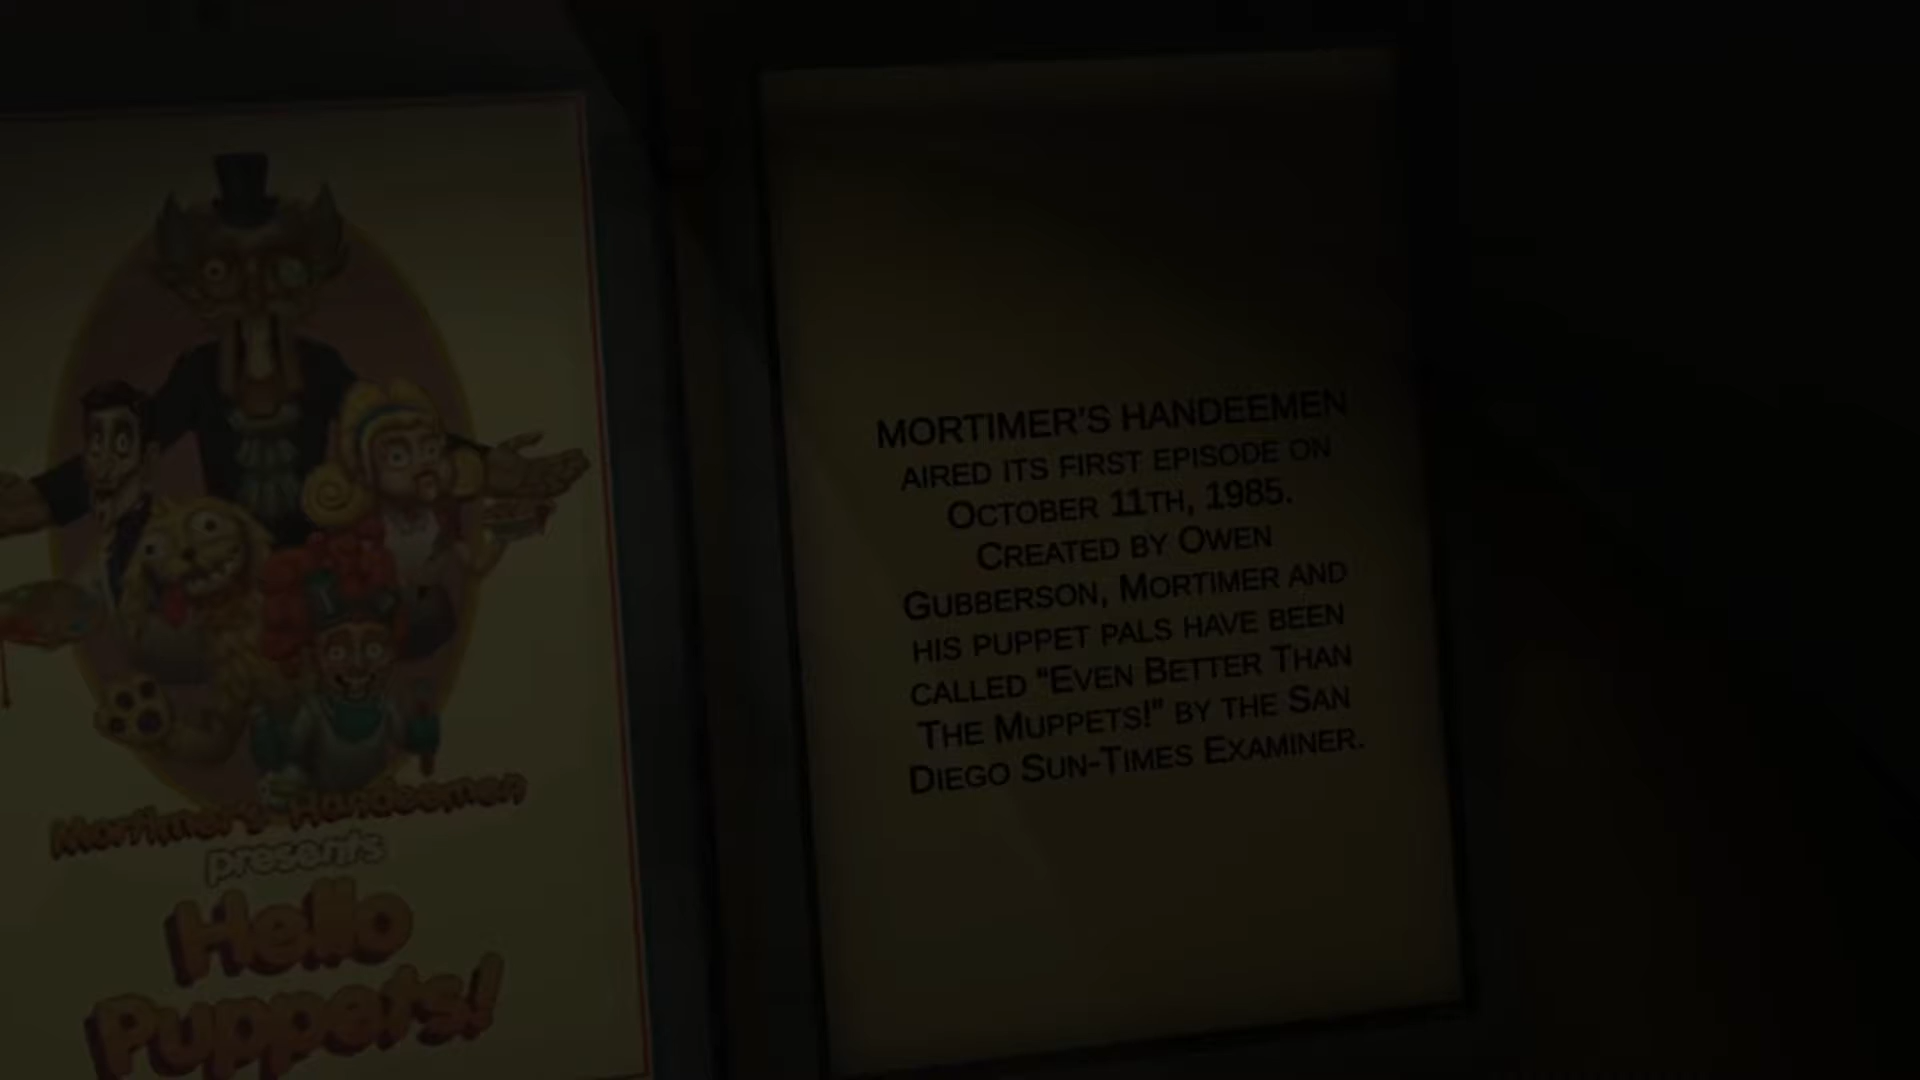 Mortimer's Handeemen
presents
Hello
Puppets!
MORTIMER'S HANDEEMEN
AIRED ITS FIRST EPISODE ON
OCTOBER 11TH, 1985.
CREATED BY OWEN
GUBBERSON, MORTIMER AND
HIS PUPPET PALS HAVE BEEN
CALLED "EVEN BETTER THAN
THE MUPPETS!" BY THE SAN
DIEGO SUN-TIMES EXAMINER.